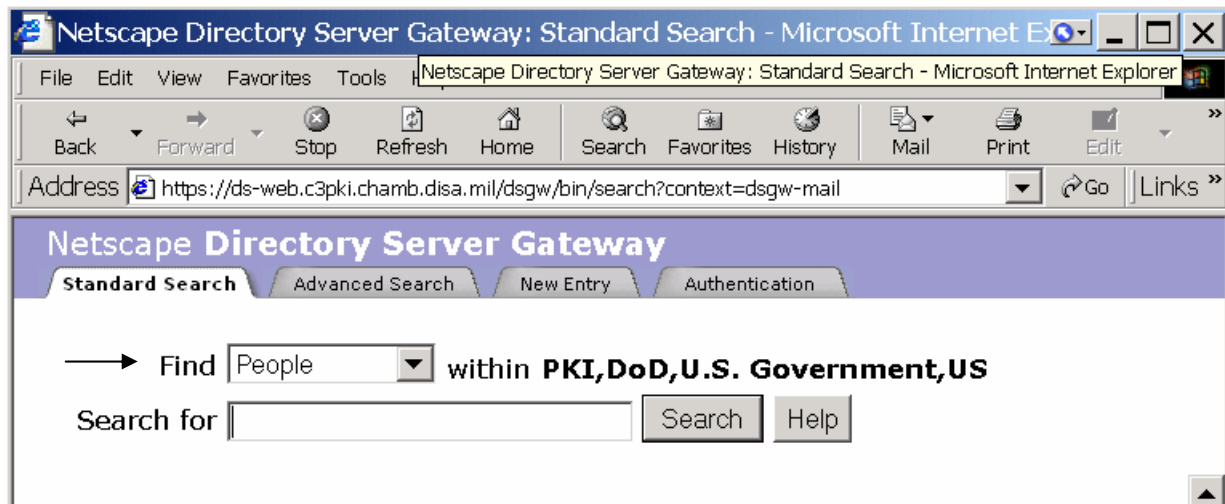 Netscape Directory Server Gateway: Standard Search - Microsoft Internet
Netscape Directory Server Gateway: Standard Search - Microsoft Internet Explorer
File Edit View Favorites Tools
Back Forward Stop Refresh Home Search Favorites History Mail Print Edit »
Address https://ds-web.c3pki.chamb.disa.mil/dsgw/bin/search?context=dsgw-mail Go Links »
Netscape Directory Server Gateway
Standard Search Advanced Search New Entry Authentication
Find People within PKI,DoD,U.S. Government,US
Search for Search Help